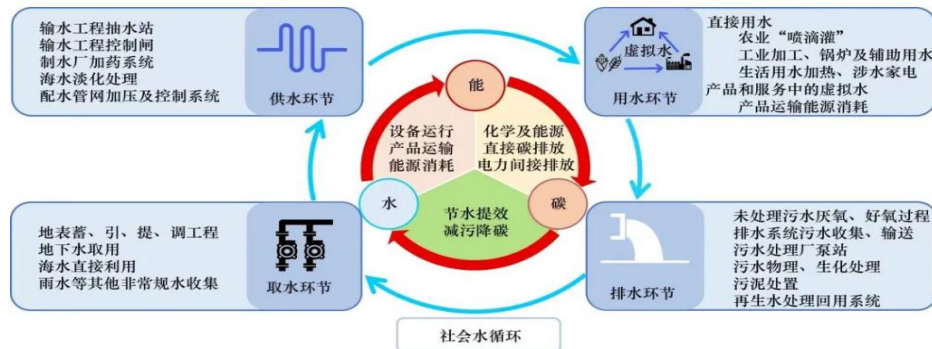 输水工程抽水站
输水工程控制闸
制水厂加药系统
海水淡化处理
配水管网加压及控制系统
供水环节
虚拟水
用水环节
直接用水
农业“喷滴灌”
工业加工、锅炉及辅助用水
生活用水加热、涉水家电
产品和服务中的虚拟水
产品运输能源消耗
能
设备运行
产品运输
能源消耗
化学及能源
直接碳排放
电力间接排放
水
碳
节水提效
减污降碳
地表蓄、引、提、调工程
地下水取用
海水直接利用
雨水等其他非常规水收集
取水环节
排水环节
未处理污水厌氧、好氧过程
排水系统污水收集、输送
污水处理厂泵站
污水物理、生化处理
污泥处置
再生水处理回用系统
社会水循环